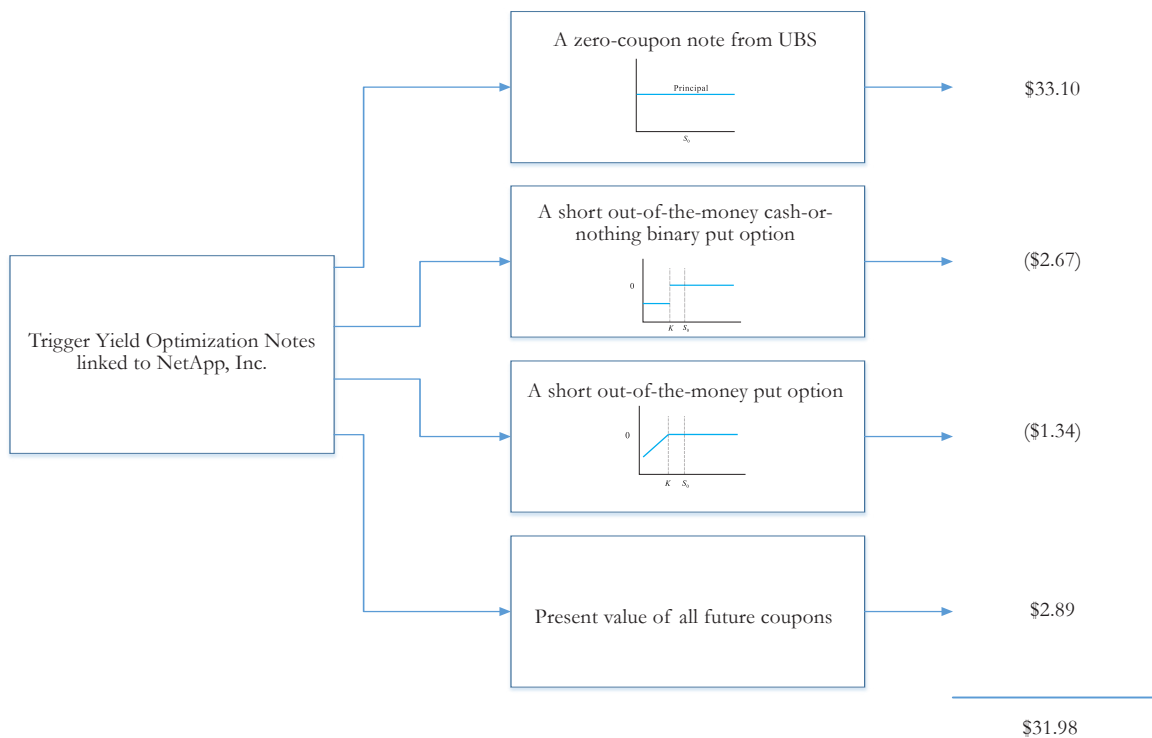 A zero-coupon note from UBS
Principal
S0
$33.10
A short out-of-the-money cash-or-
nothing binary put option
0
K S0
($2.67)
Trigger Yield Optimization Notes
linked to NetApp, Inc.
A short out-of-the-money put option
0
K S0
($1.34)
Present value of all future coupons
$2.89
$31.98